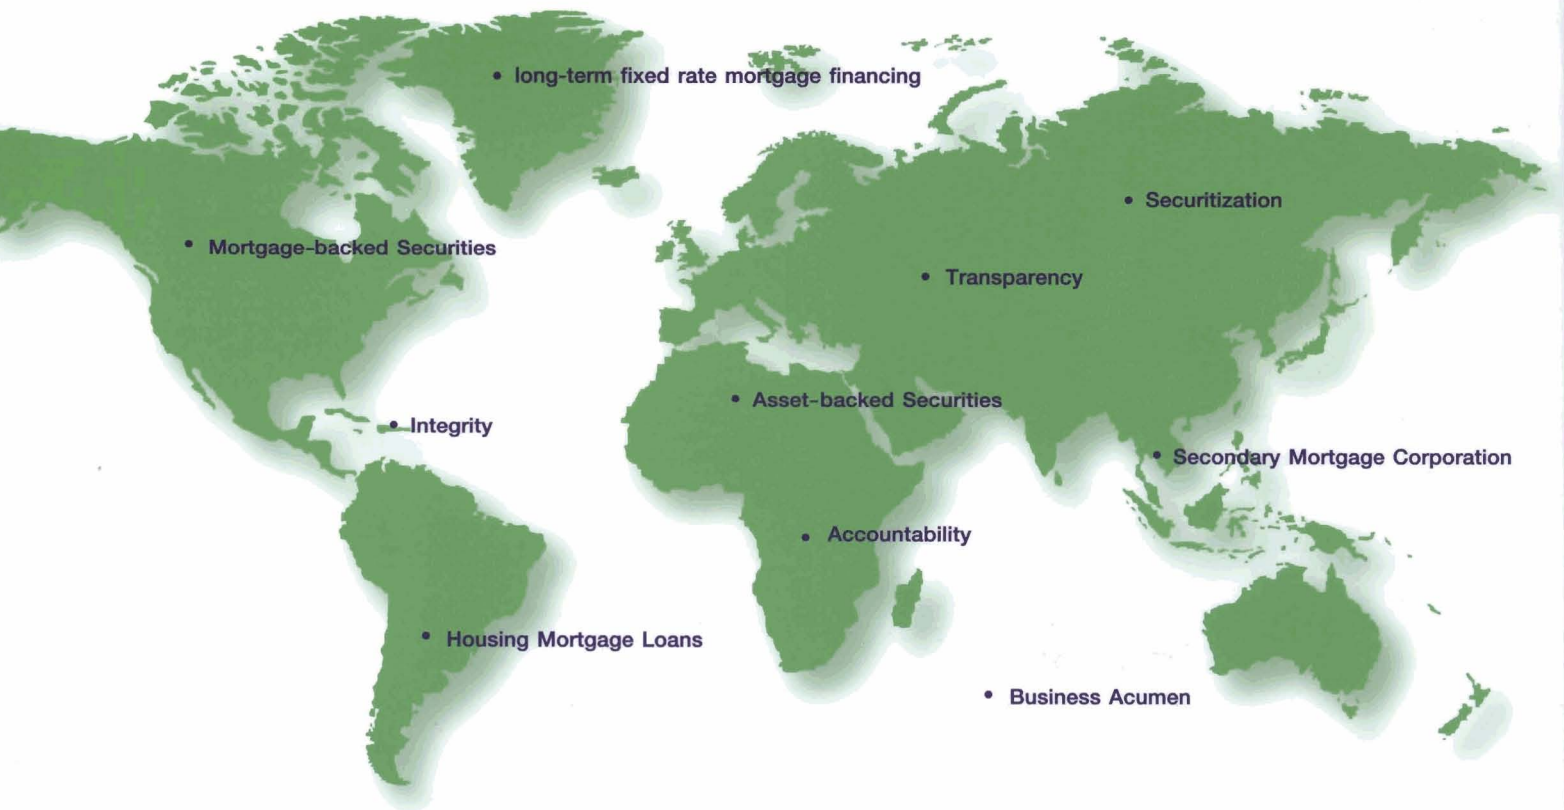 • long-term fixed rate mortgage financing
• Securitization
• Mortgage-backed Securities
• Transparency
• Asset-backed Securities
• Integrity
• Secondary Mortgage Corporation
• Accountability
• Housing Mortgage Loans
• Business Acumen